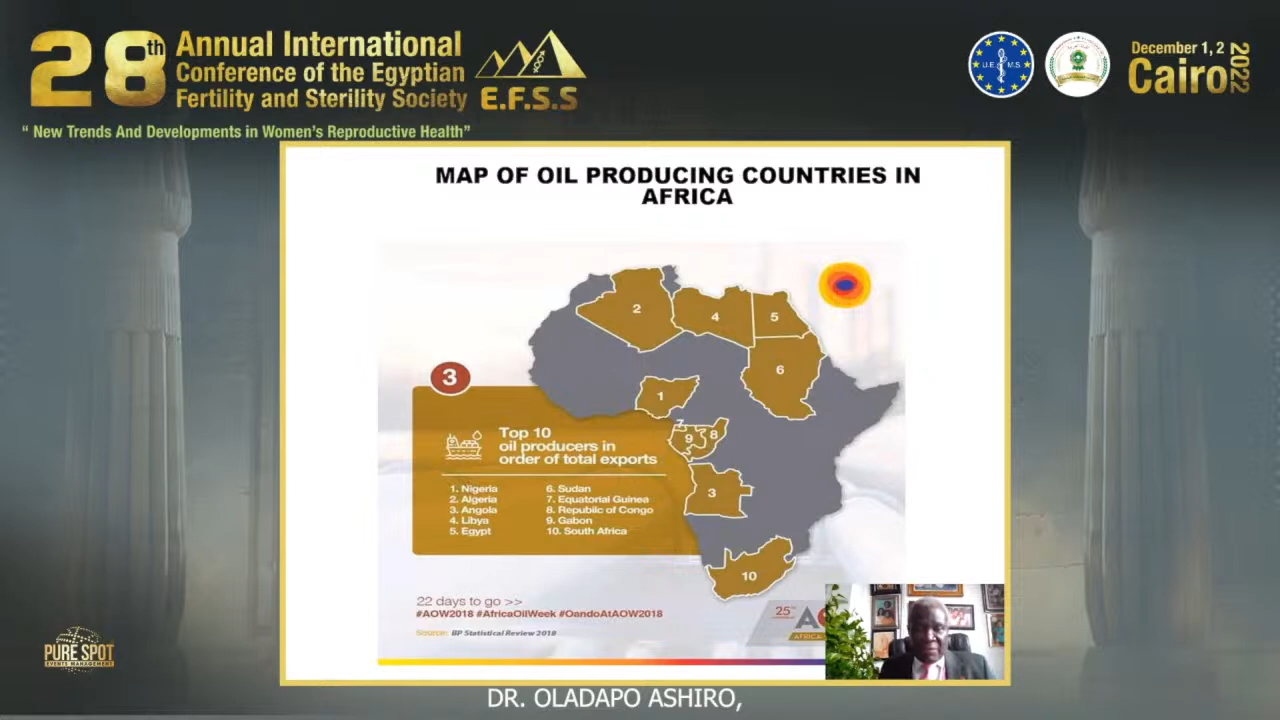 28th
Annual International
Conference of the Egyptian
Fertility and Sterility Society
E.F.S.S
“ New Trends And Developments in Women’s Reproductive Health”
U.E.M.S.
December 1, 2
Cairo
2022
MAP OF OIL PRODUCING COUNTRIES IN
AFRICA
2
4
5
6
1
7
9
8
3
10
3
Top 10
oil producers in
order of total exports
1. Nigeria
2. Algeria
3. Angola
4. Libya
5. Egypt
6. Sudan
7. Equatorial Guinea
8. Republic of Congo
9. Gabon
10. South Africa
22 days to go >>
#AOW2018 #AfricaOilWeek #OandoAtAOW2018
Source: BP Statistical Review 2018
25TH
AFRICA
PURE SPOT
EVENTS MANAGEMENT
DR. OLADAPO ASHIRO,